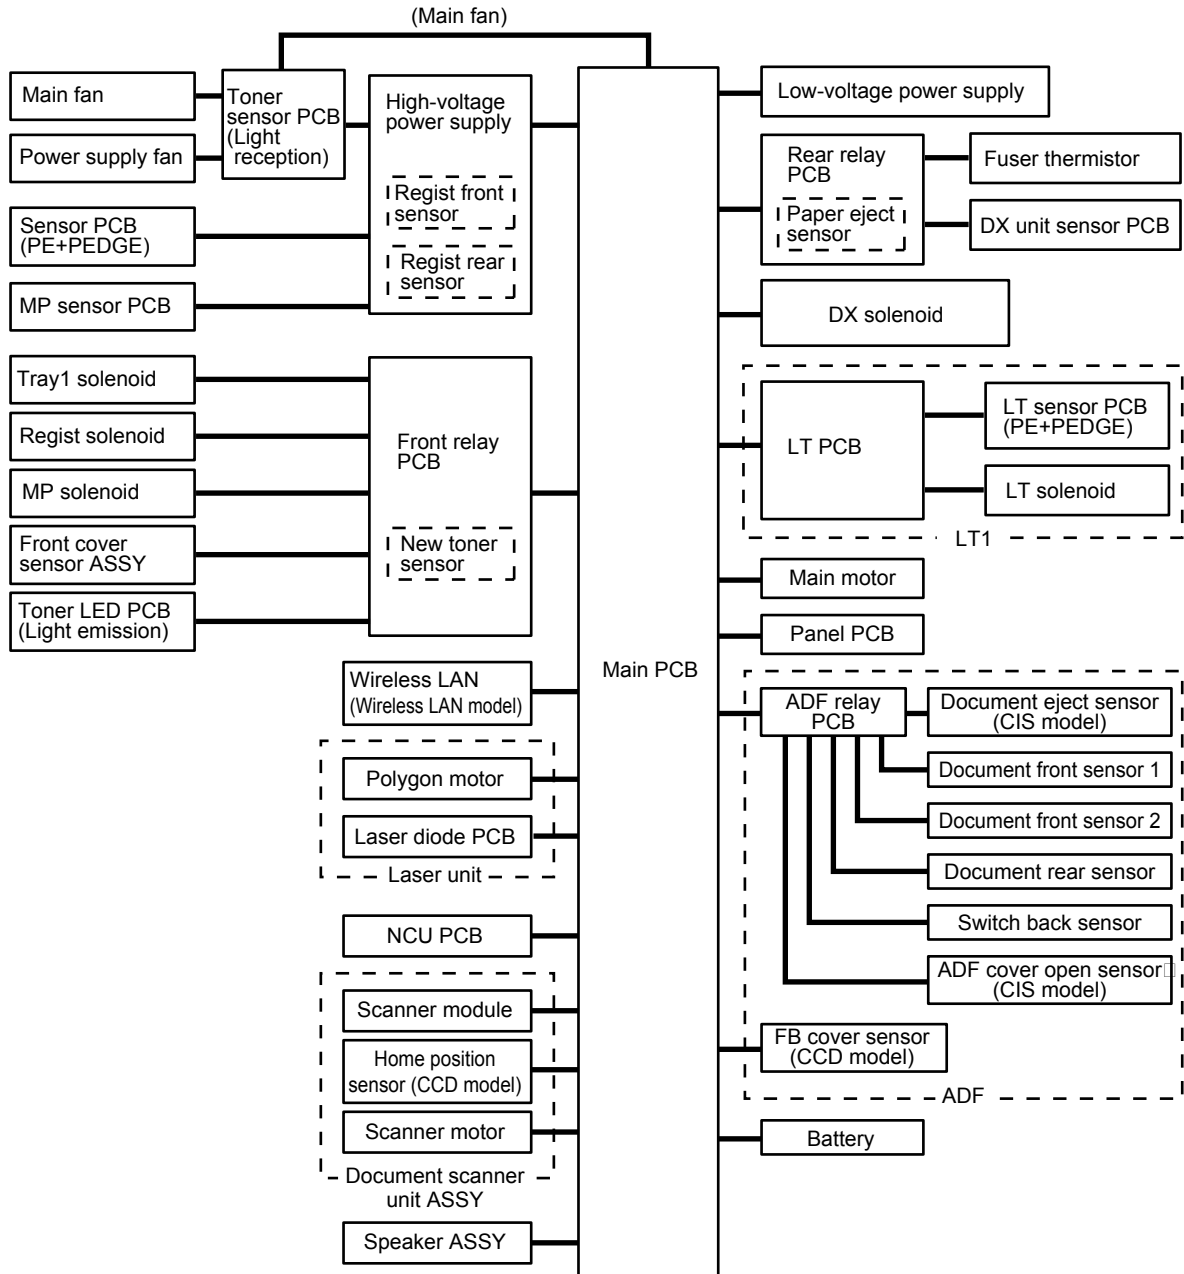 (Main fan)
Main fan
Power supply fan
Toner
sensor PCB
(Light
reception)
High-voltage
power supply
Regist front
sensor
Regist rear
sensor
Sensor PCB
(PE+PEDGE)
MP sensor PCB
Tray1 solenoid
Regist solenoid
MP solenoid
Front cover
sensor ASSY
Toner LED PCB
(Light emission)
Front relay
PCB
New toner
sensor
Wireless LAN
(Wireless LAN model)
Polygon motor
Laser diode PCB
Laser unit
NCU PCB
Scanner module
Home position
sensor (CCD model)
Scanner motor
Document scanner
unit ASSY
Speaker ASSY
Main PCB
Low-voltage power supply
Rear relay
PCB
Paper eject
sensor
Fuser thermistor
DX unit sensor PCB
DX solenoid
LT PCB
LT sensor PCB
(PE+PEDGE)
LT solenoid
LT1
Main motor
Panel PCB
ADF relay
PCB
Document eject sensor
(CIS model)
Document front sensor 1
Document front sensor 2
Document rear sensor
Switch back sensor
ADF cover open sensor
(CIS model)
FB cover sensor
(CCD model)
ADF
Battery